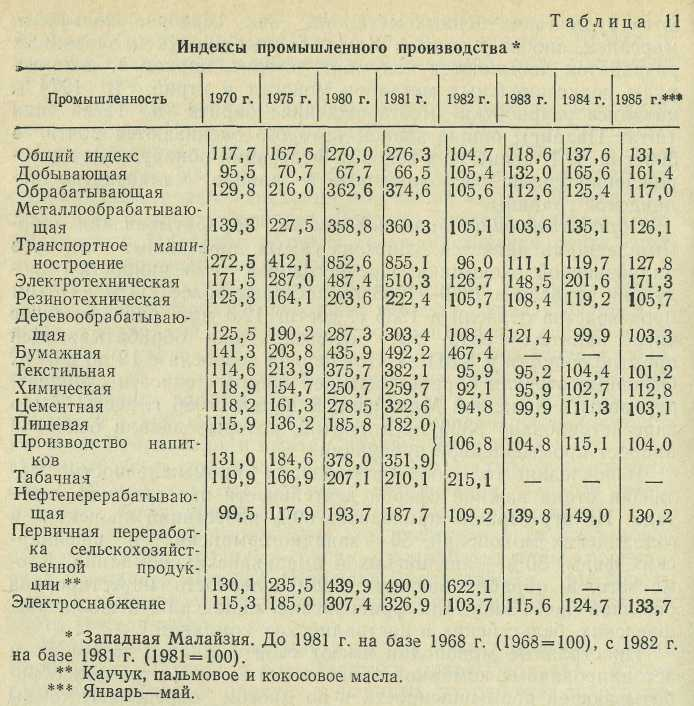 Таблица 11
Индексы промышленного производства*
Промышленность 1970 г. 1975 г. 1980 г. 1981 г. 1982 г. 1983 г. 1984 г. 1985 г.***
Общий индекс 117,7 167,6 270,0 276,3 104,7 118,6 137,6 131,1
Добывающая 95,5 70,7 67,7 66,5 105,4 132,0 165,6 161,4
Обрабатывающая 129,8 216,0 362,6 374,6 105,6 112,6 125,4 117,0
Металлообрабатываю-
щая 139,3 227,5 358,8 360,3 105,1 103,6 135,1 126,1
Транспортное маши-
ностроение 272,5 412,1 852,6 855,1 96,0 111,1 119,7 127,8
Электротехническая 171,5 287,0 487,4 510,3 126,7 148,5 201,6 171,3
Резинотехническая 125,3 164,1 203,6 222,4 105,7 108,4 119,2 105,7
Деревообрабатываю-
щая 125,5 190,2 287,3 303,4 108,4 121,4 99,9 103,3
Бумажная 141,3 203,8 435,9 492,2 467,4 — — —
Текстильная 114,6 213,9 375,7 382,1 95,9 95,2 104,4 101,2
Химическая 118,9 154,7 250,7 259,7 92,1 95,9 102,7 112,8
Цементная 118,2 161,3 278,5 322,6 94,8 99,9 111,3 103,1
Пищевая 115,9 136,2 185,8 182,0
Производство напит- 106,8 104,8 115,1 104,0
ков 131,0 184,6 378,0 351,9
Табачная 119,9 166,9 207,1 210,1 215,1 — — —
Нефтеперерабатываю-
щая 99,5 117,9 193,7 187,7 109,2 139,8 149,0 130,2
Первичная переработ-
ка сельскохозяйст-
венной продук-
ции ** 130,1 235,5 439,9 490,0 622,1 — — —
Электроснабжение 115,3 185,0 307,4 326,9 103,7 115,6 124,7 133,7
* Западная Малайзия. До 1981 г. на базе 1968 г. (1968=100), с 1982 г.
на базе 1981 г. (1981=100).
** Каучук, пальмовое и кокосовое масла.
*** Январь—май.